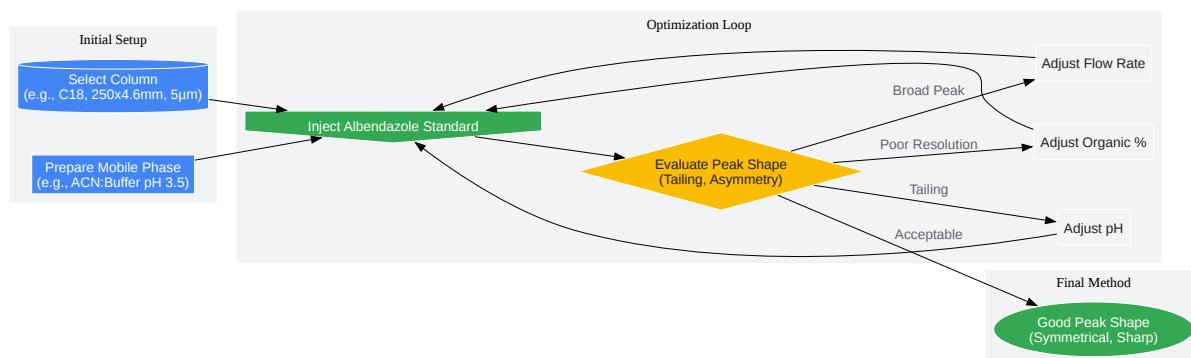 Initial Setup
Select Column
(e.g., C18, 250x4.6mm, 5µm)
Prepare Mobile Phase
(e.g., ACN:Buffer pH 3.5)
Optimization Loop
Inject Albendazole Standard
Evaluate Peak Shape
(Tailing, Asymmetry)
Broad Peak
Adjust Flow Rate
Poor Resolution
Adjust Organic %
Tailing
Adjust pH
Acceptable
Final Method
Good Peak Shape
(Symmetrical, Sharp)